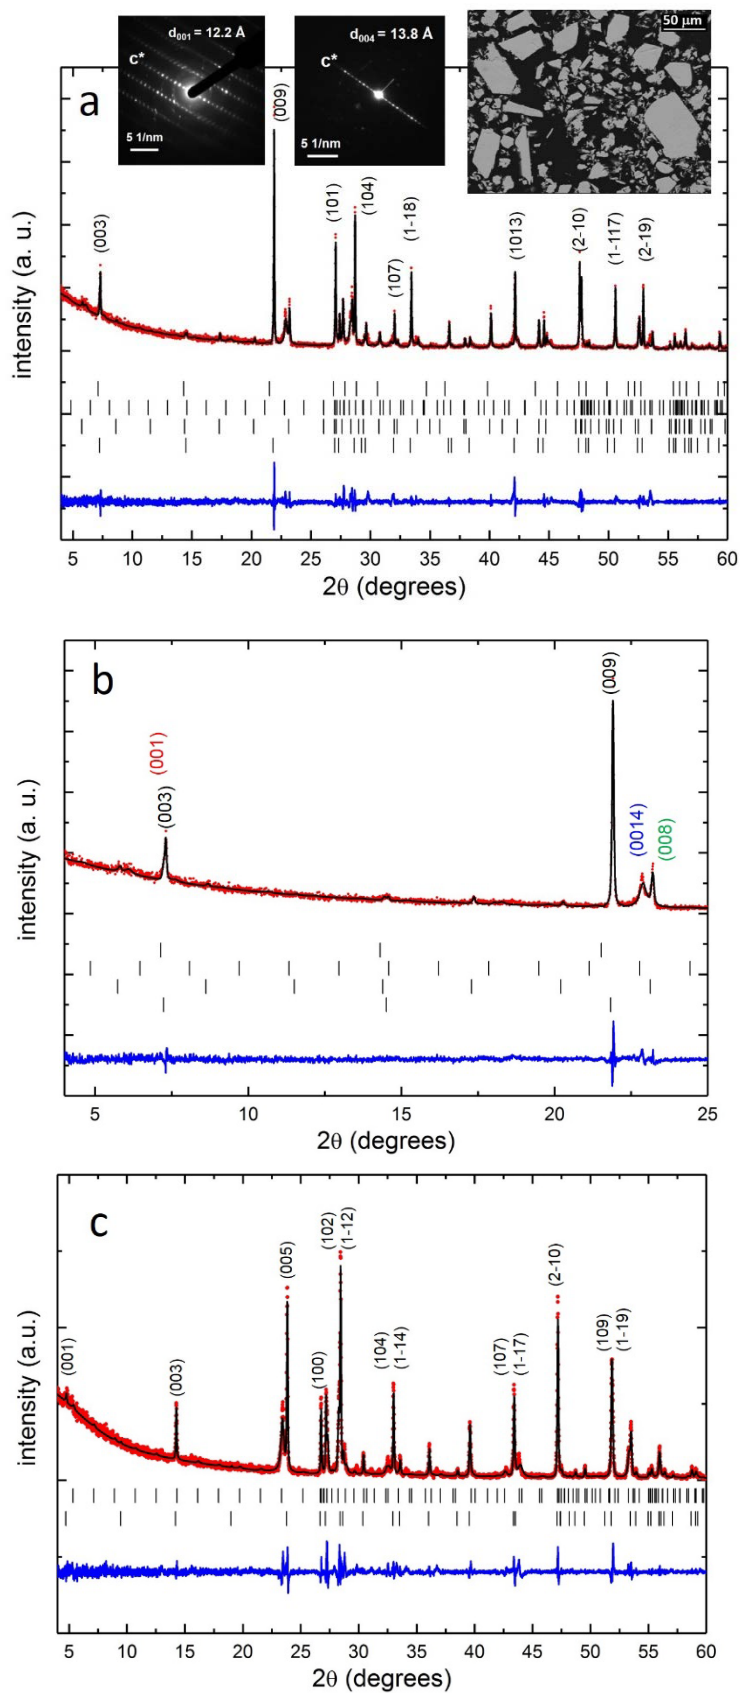 a
d001 = 12.2 Å
c*
5 1/nm
d004 = 13.8 Å
c*
5 1/nm
50 µm
(003)
(009)
(101)
(104)
(107)
(1-18)
(1013)
(2-10)
(1-117)
(2-19)
intensity (a. u.)
5 10 15 20 25 30 35 40 45 50 55 60
2θ (degrees)
b
(001)
(003)
(009)
(0014)
(008)
intensity (a. u.)
5 10 15 20 25
2θ (degrees)
c
(001)
(003)
(005)
(100)
(102)
(1-12)
(104)
(1-14)
(107)
(1-17)
(2-10)
(109)
(1-19)
intensity (a.u.)
5 10 15 20 25 30 35 40 45 50 55 60
2θ (degrees)